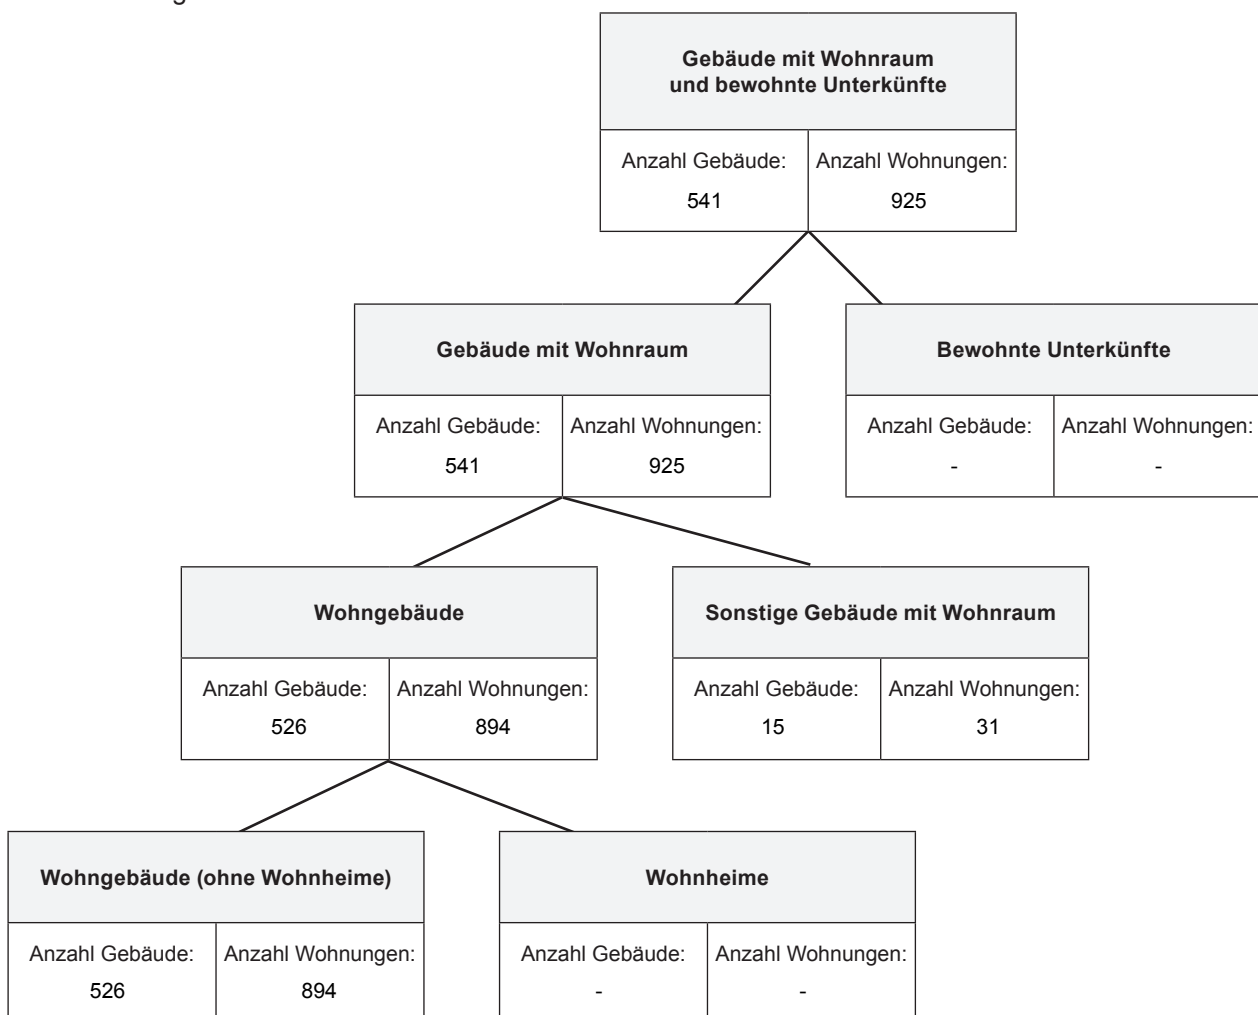 Gebäude mit Wohnraum
und bewohnte Unterkünfte
Anzahl Gebäude: Anzahl Wohnungen:
541 925
Gebäude mit Wohnraum
Anzahl Gebäude: Anzahl Wohnungen:
541 925
Bewohnte Unterkünfte
Anzahl Gebäude: Anzahl Wohnungen:
- -
Wohngebäude
Anzahl Gebäude: Anzahl Wohnungen:
526 894
Sonstige Gebäude mit Wohnraum
Anzahl Gebäude: Anzahl Wohnungen:
15 31
Wohngebäude (ohne Wohnheime)
Anzahl Gebäude: Anzahl Wohnungen:
526 894
Wohnheime
Anzahl Gebäude: Anzahl Wohnungen:
- -